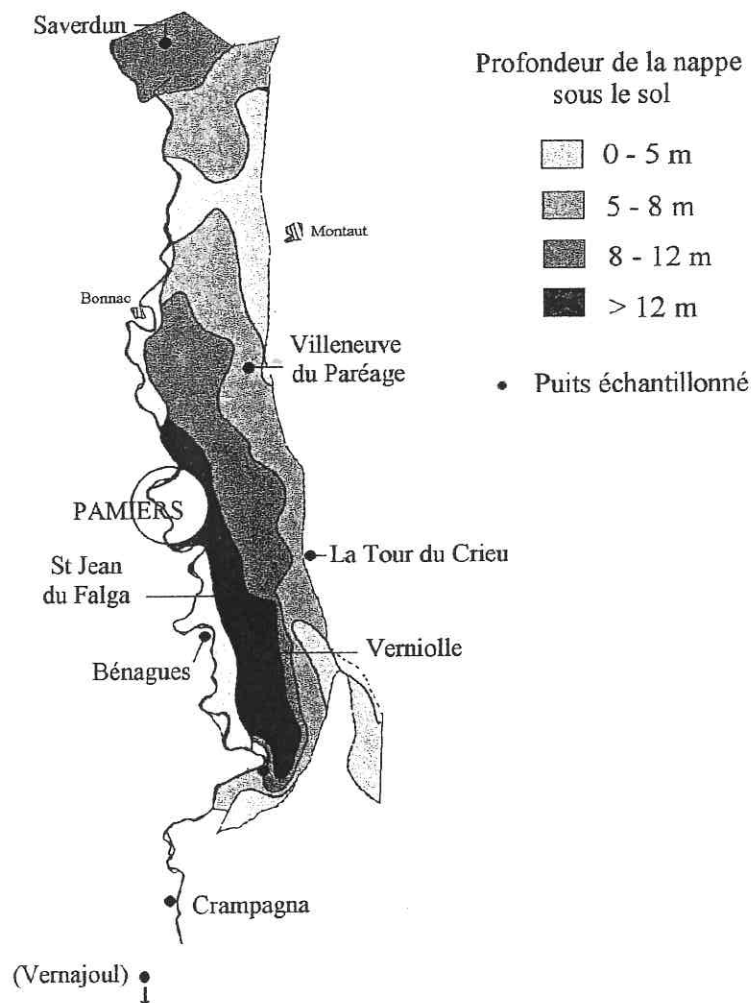 Saverdun
Profondeur de la nappe
sous le sol
0 - 5 m
5 - 8 m
8 - 12 m
> 12 m
Puits échantillonné
Montaut
Bonnac
Villeneuve
du Paréage
PAMIERS
La Tour du Crieu
St Jean
du Falga
Verniolle
Bénagues
Crampagna
(Vernajoul)